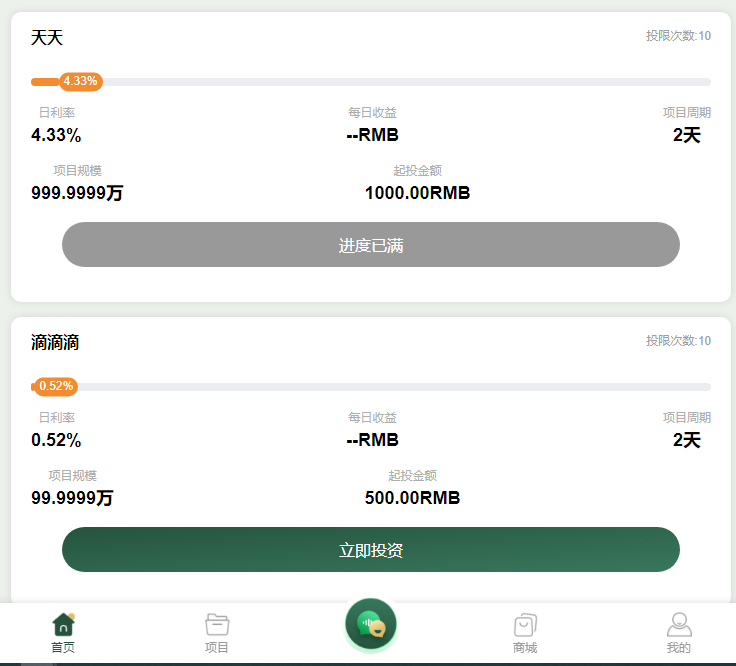 天天
投限次数:10
4.33%
日利率 每日收益 项目周期
4.33% --RMB 2天
项目规模 起投金额
999.9999万 1000.00RMB
进度已满
滴滴滴
投限次数:10
0.52%
日利率 每日收益 项目周期
0.52% --RMB 2天
项目规模 起投金额
99.9999万 500.00RMB
立即投资
首页 项目 商城 我的